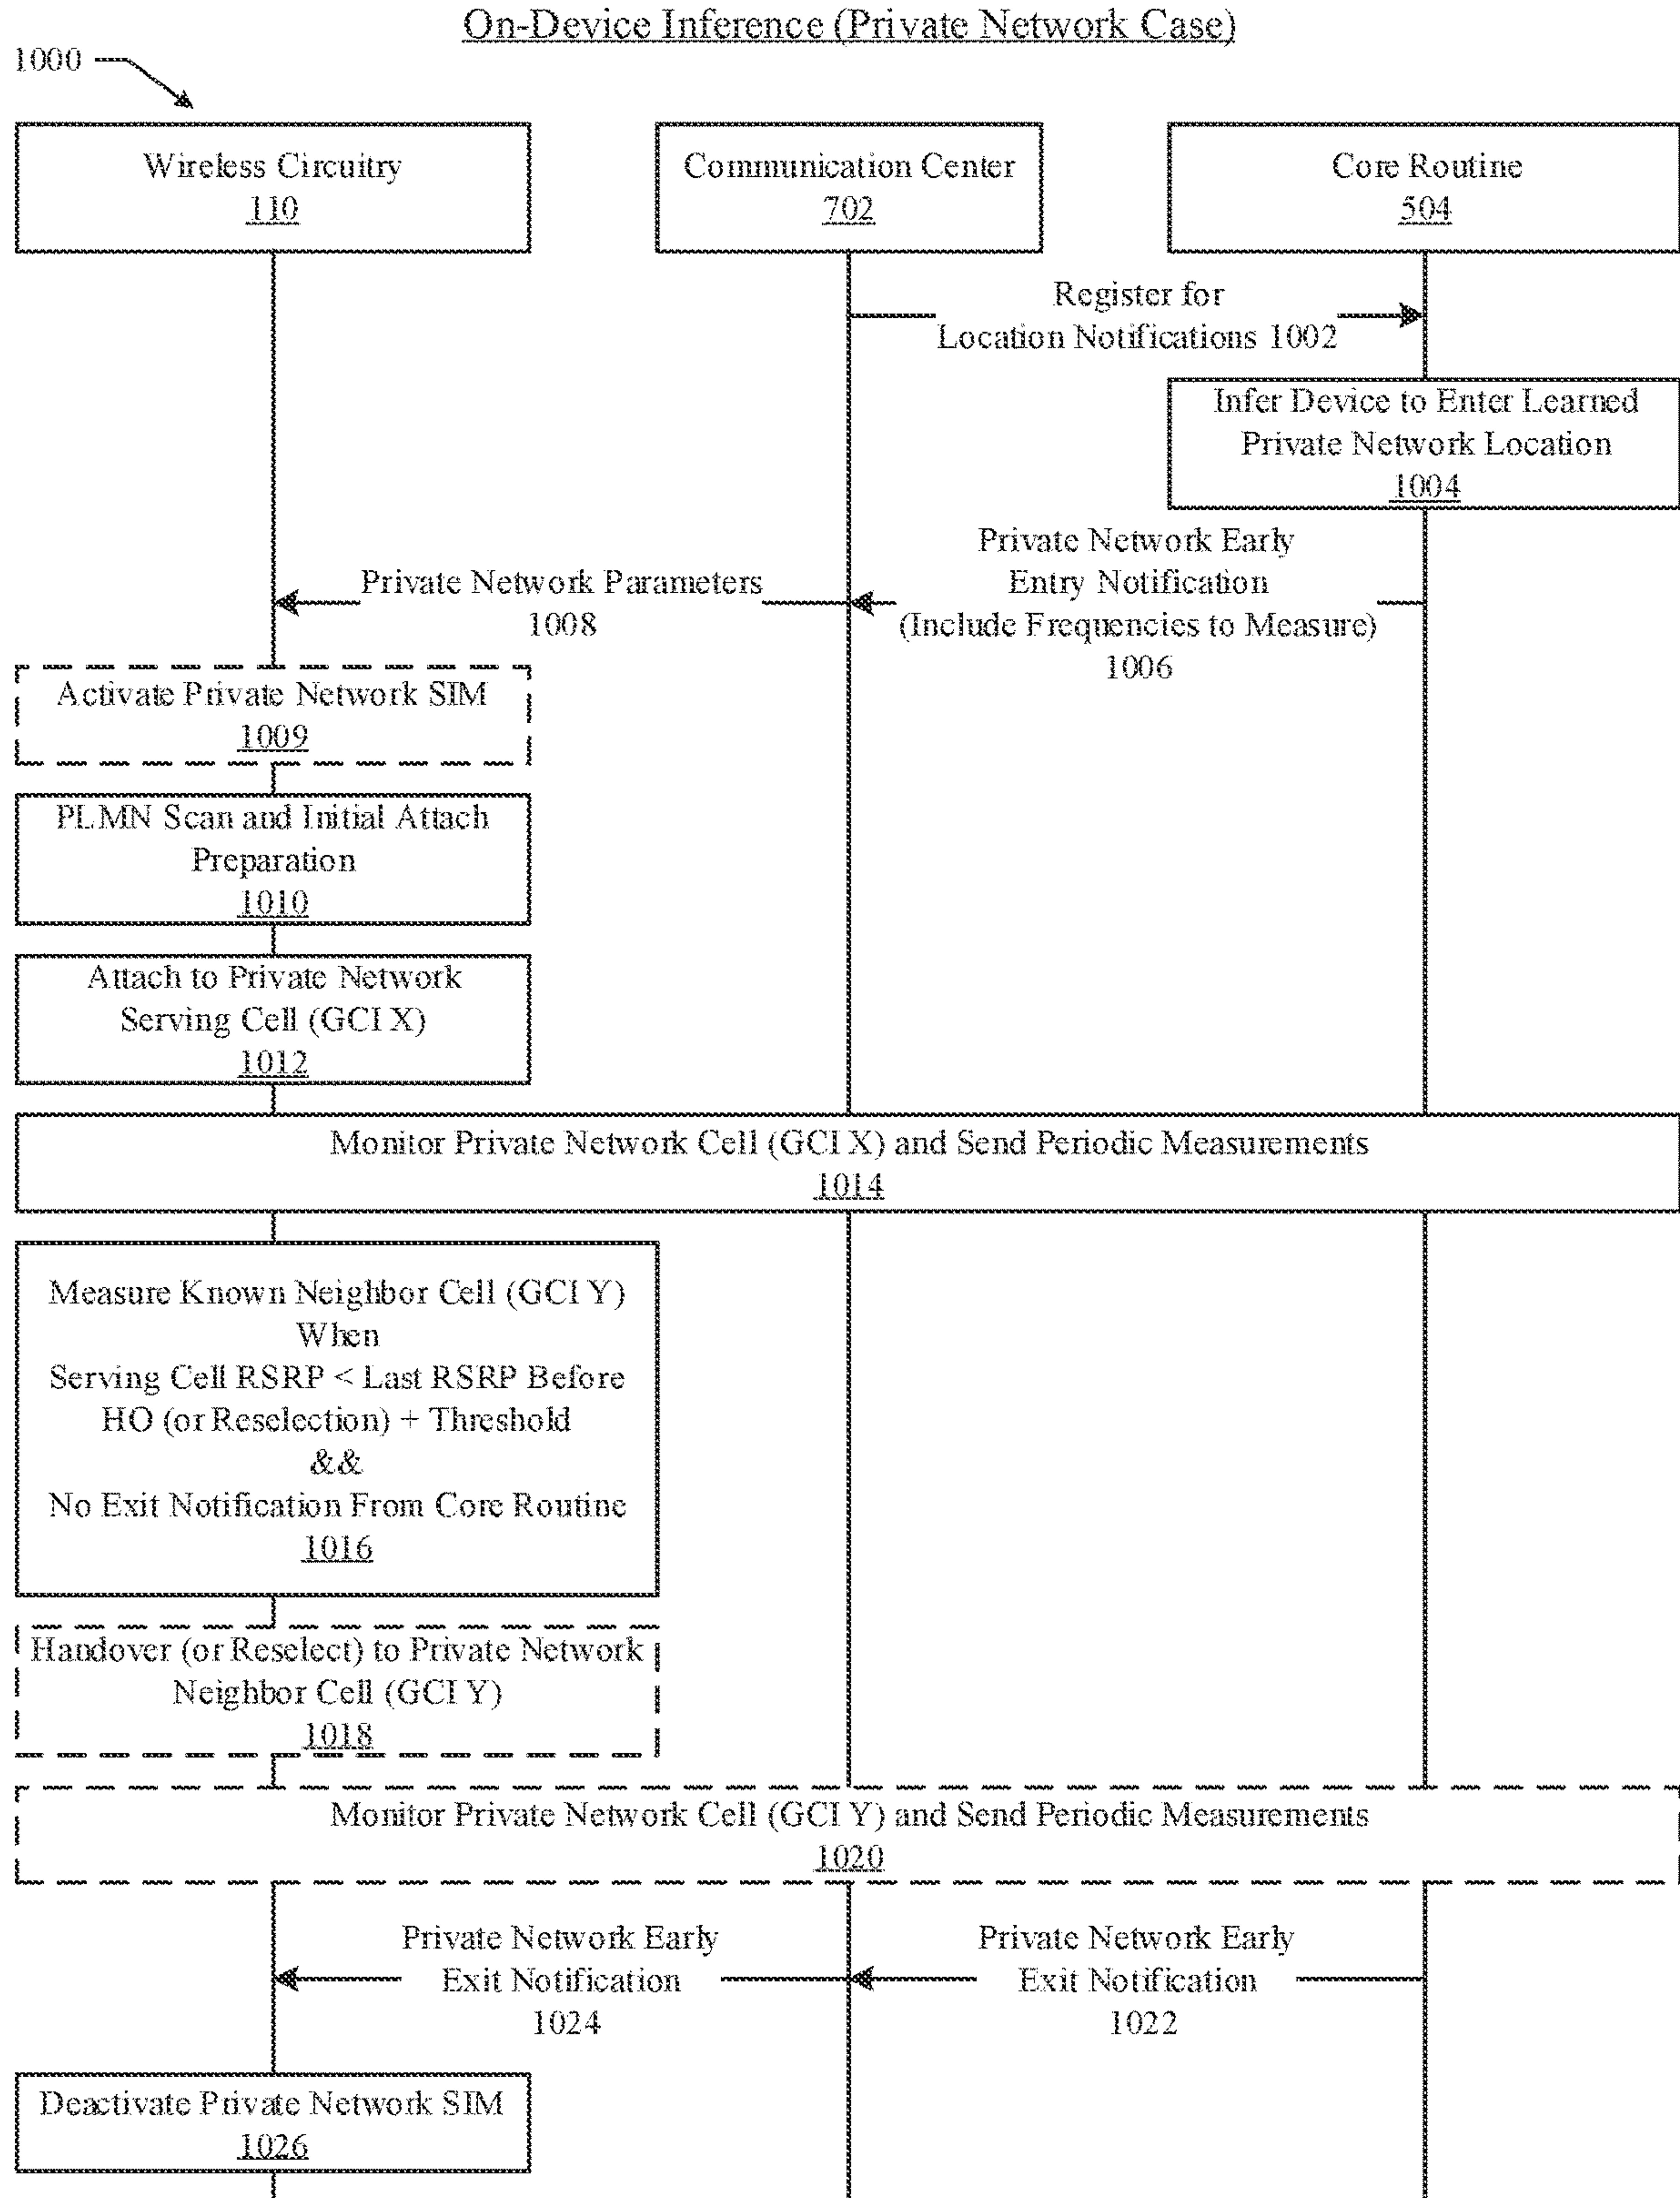 On-Device Inference (Private Network Case)
1000
Wireless Circuitry
110
Communication Center
702
Core Routine
504
Register for
Location Notifications 1002
Infer Device to Enter Learned
Private Network Location
1004
Private Network Early
Entry Notification
(Include Frequencies to Measure)
1006
Private Network Parameters
1008
Activate Private Network SIM
1009
PLMN Scan and Initial Attach
Preparation
1010
Attach to Private Network
Serving Cell (GCI X)
1012
Monitor Private Network Cell (GCI X) and Send Periodic Measurements
1014
Measure Known Neighbor Cell (GCI Y)
When
Serving Cell RSRP < Last RSRP Before
HO (or Reselection) + Threshold
&&
No Exit Notification From Core Routine
1016
Handover (or Reselect) to Private Network
Neighbor Cell (GCI Y)
1018
Monitor Private Network Cell (GCI Y) and Send Periodic Measurements
1020
Private Network Early
Exit Notification
1024
Private Network Early
Exit Notification
1022
Deactivate Private Network SIM
1026